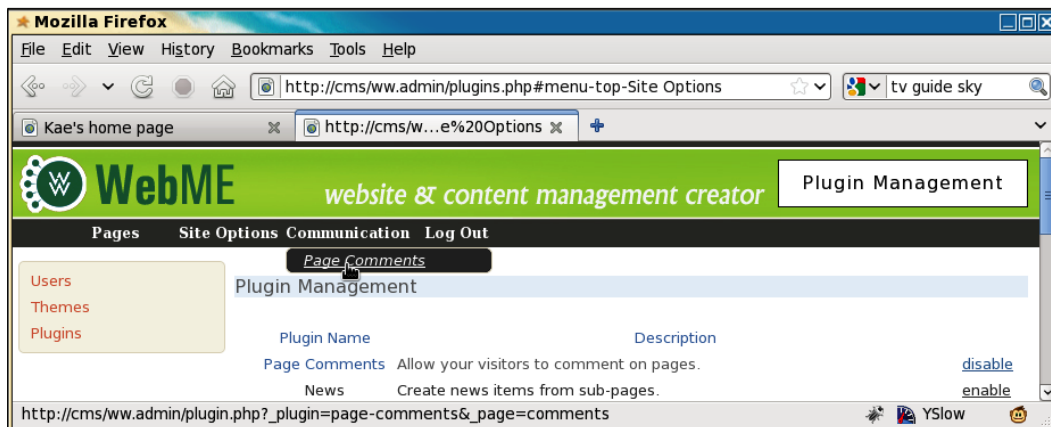 Mozilla Firefox
File Edit View History Bookmarks Tools Help
http://cms/ww.admin/plugins.php#menu-top-Site Options tv guide sky
Kae's home page http://cms/w...e%20Options
WebME website & content management creator Plugin Management
Pages Site Options Communication Log Out
Page Comments
Users
Themes
Plugins
Plugin Management
Plugin Name Description
Page Comments Allow your visitors to comment on pages. disable
News Create news items from sub-pages. enable
http://cms/ww.admin/plugin.php?_plugin=page-comments&_page=comments YSlow